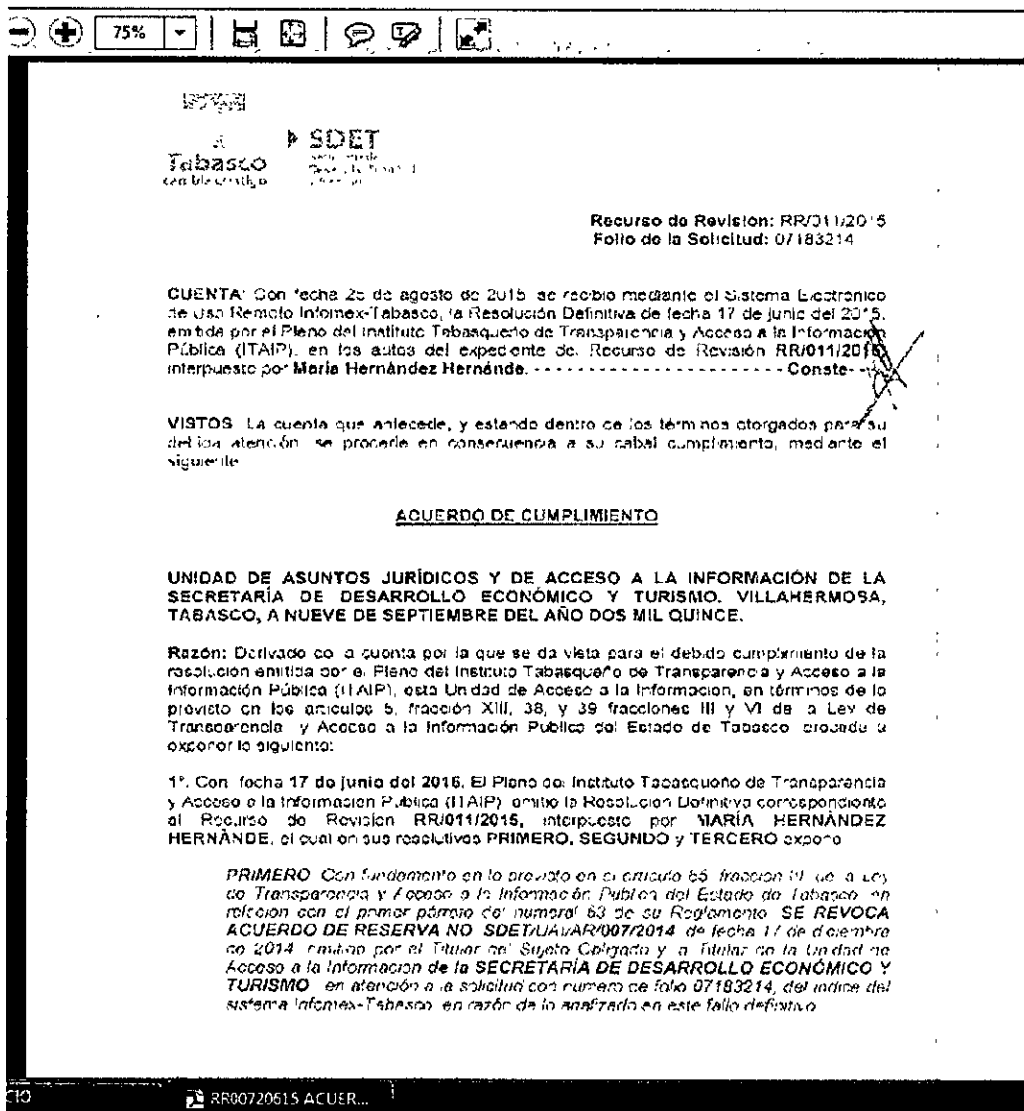 75%
Tabasco
SDET
Recurso de Revisión: RR/011/2015
Folio de la Solicitud: 07183214
CUENTA: Con fecha 25 de agosto de 2015, se recibió mediante el Sistema Electrónico
de Uso Remoto Infomex-Tabasco, la Resolución Definitiva de fecha 17 de junio del 2015,
emitida por el Pleno del Instituto Tabasqueño de Transparencia y Acceso a la Información
Pública (ITAIP), en los autos del expediente de Recurso de Revisión RR/011/2015
interpuesto por María Hernández Hernánde. - - - - - - - - - - - - - - - - - - - - - - - Conste- -
VISTOS. La cuenta que antecede, y estando dentro de los términos otorgados para su
debida atención, se procede en consecuencia a su cabal cumplimiento, mediante el
siguiente
ACUERDO DE CUMPLIMIENTO
UNIDAD DE ASUNTOS JURÍDICOS Y DE ACCESO A LA INFORMACIÓN DE LA
SECRETARÍA DE DESARROLLO ECONÓMICO Y TURISMO. VILLAHERMOSA,
TABASCO, A NUEVE DE SEPTIEMBRE DEL AÑO DOS MIL QUINCE.
Razón: Derivado de la cuenta por la que se da vista para el debido cumplimiento de la
resolución emitida por el Pleno del Instituto Tabasqueño de Transparencia y Acceso a la
Información Pública (ITAIP), esta Unidad de Acceso a la Información, en términos de lo
previsto en los artículos 5, fracción XIII, 38, y 39 fracciones III y VI de la Ley de
Transparencia y Acceso a la Información Pública del Estado de Tabasco procede a
exponer lo siguiente:
1°. Con fecha 17 de junio del 2015, El Pleno del Instituto Tabasqueño de Transparencia
y Acceso a la Información Pública (ITAIP) emitió la Resolución Definitiva correspondiente
al Recurso de Revisión RR/011/2015, interpuesto por MARÍA HERNÁNDEZ
HERNÁNDE, el cual en sus resolutivos PRIMERO, SEGUNDO y TERCERO expone
PRIMERO. Con fundamento en lo previsto en el artículo 65, fracción de la Ley
de Transparencia y Acceso a la Información Pública del Estado de Tabasco en
relación con el primer párrafo del numeral 63 de su Reglamento SE REVOCA
ACUERDO DE RESERVA NO. SDET/UAI/AR/007/2014 de fecha 17 de diciembre
de 2014 emitido por el Titular del Sujeto Obligado y la Titular de la Unidad de
Acceso a la Información de la SECRETARÍA DE DESARROLLO ECONÓMICO Y
TURISMO en atención a la solicitud con número de folio 07183214, del índice del
sistema Infomex-Tabasco en razón de lo analizado en este fallo definitivo
CIO
RR00720615 ACUER...